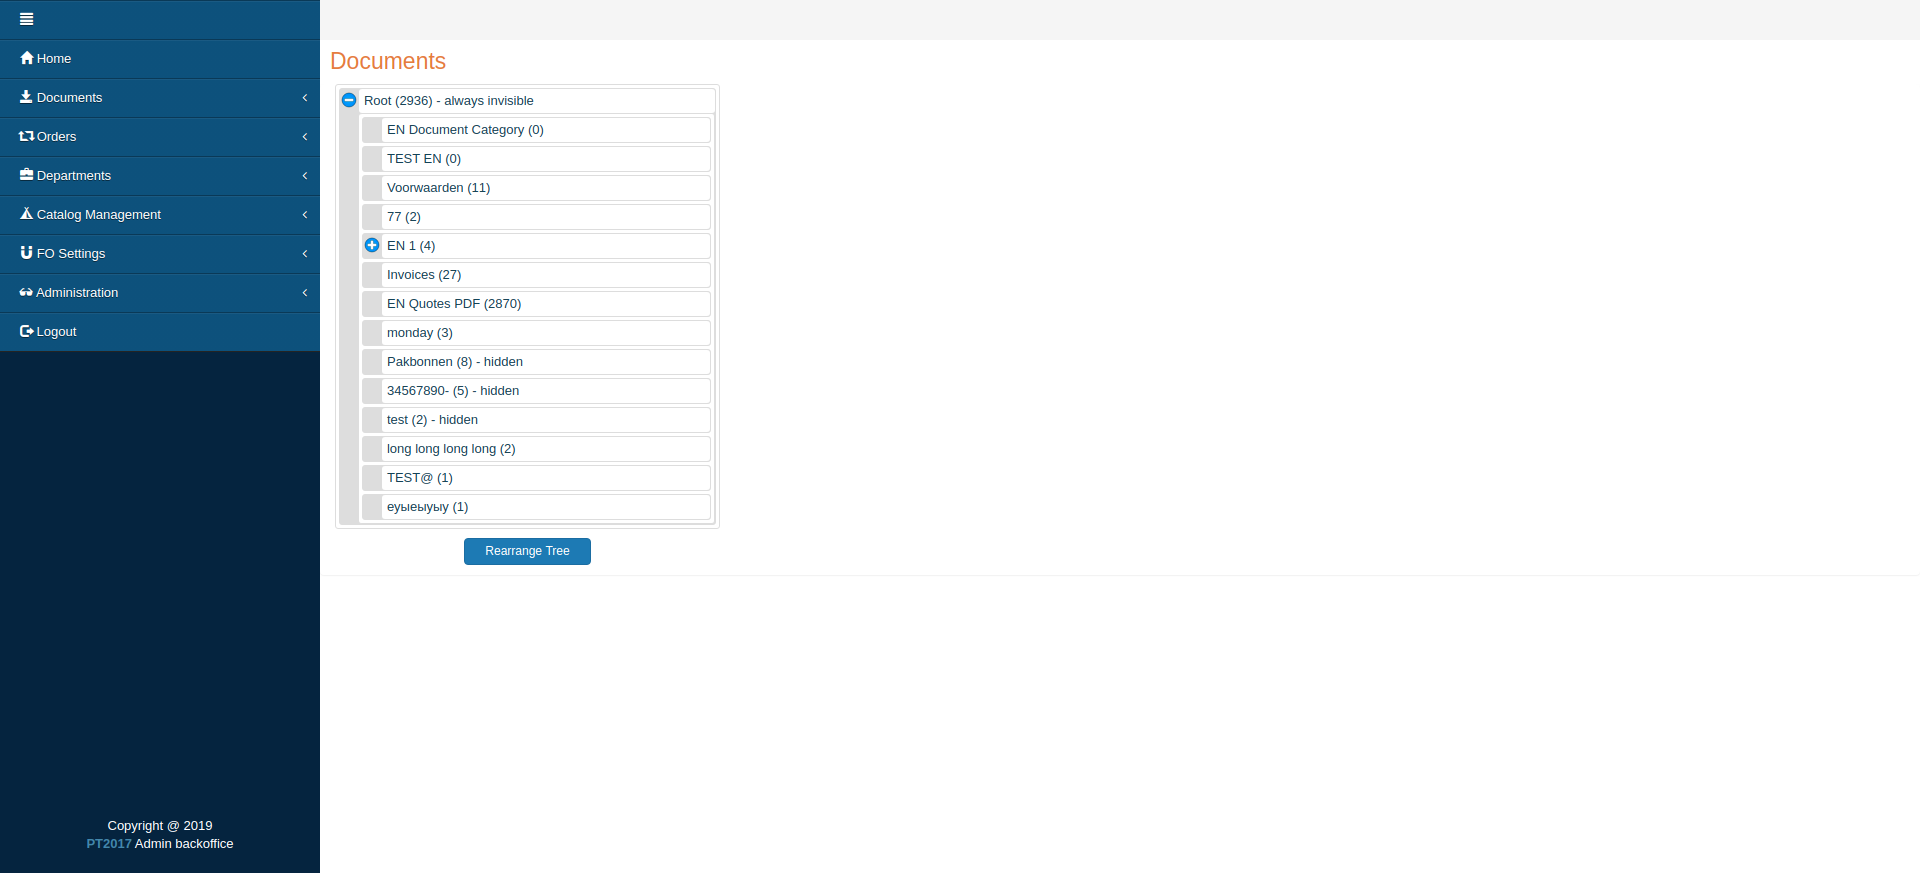 Home
Documents
Orders
Departments
Catalog Management
FO Settings
Administration
Logout
Copyright @ 2019
PT2017 Admin backoffice
Documents
Root (2936) - always invisible
EN Document Category (0)
TEST EN (0)
Voorwaarden (11)
77 (2)
EN 1 (4)
Invoices (27)
EN Quotes PDF (2870)
monday (3)
Pakbonnen (8) - hidden
34567890- (5) - hidden
test (2) - hidden
long long long long (2)
TEST@ (1)
еуыеыуыу (1)
Rearrange Tree